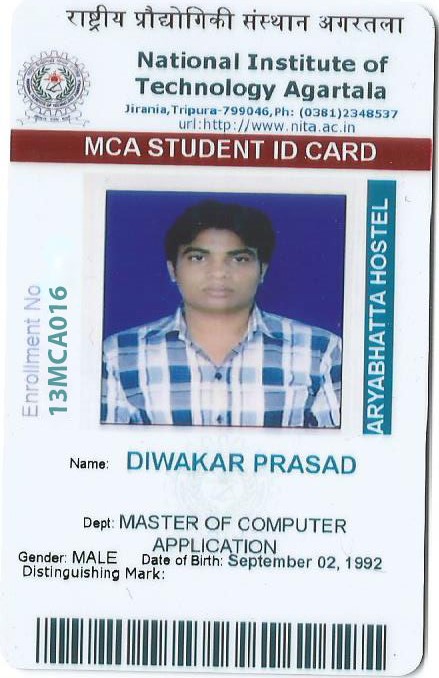 राष्ट्रीय प्रौद्योगिकी संस्थान अगरतला
National Institute of
Technology Agartala
Jirania,Tripura-799046,Ph: (0381)2348537
url:http://www.nita.ac.in
MCA STUDENT ID CARD
Enrollment No
13MCA016
ARYABHATTA HOSTEL
Name: DIWAKAR PRASAD
Dept: MASTER OF COMPUTER
APPLICATION
Gender: MALE Date of Birth: September 02, 1992
Distinguishing Mark: